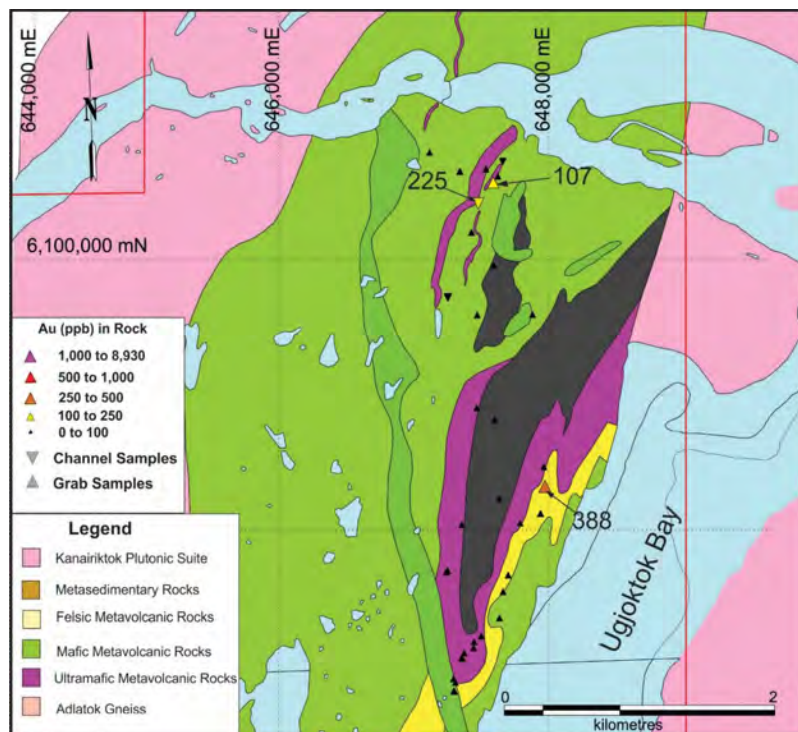 644,000 mE
646,000 mE
648,000 mE
N
225
107
6,100,000 mN
Au (ppb) in Rock
1,000 to 8,930
500 to 1,000
250 to 500
100 to 250
0 to 100
Channel Samples
Grab Samples
388
Ugjoktok Bay
Legend
Kanairiktok Plutonic Suite
Metasedimentary Rocks
Felsic Metavolcanic Rocks
Mafic Metavolcanic Rocks
Ultramafic Metavolcanic Rocks
Adlatok Gneiss
0 2
kilometres